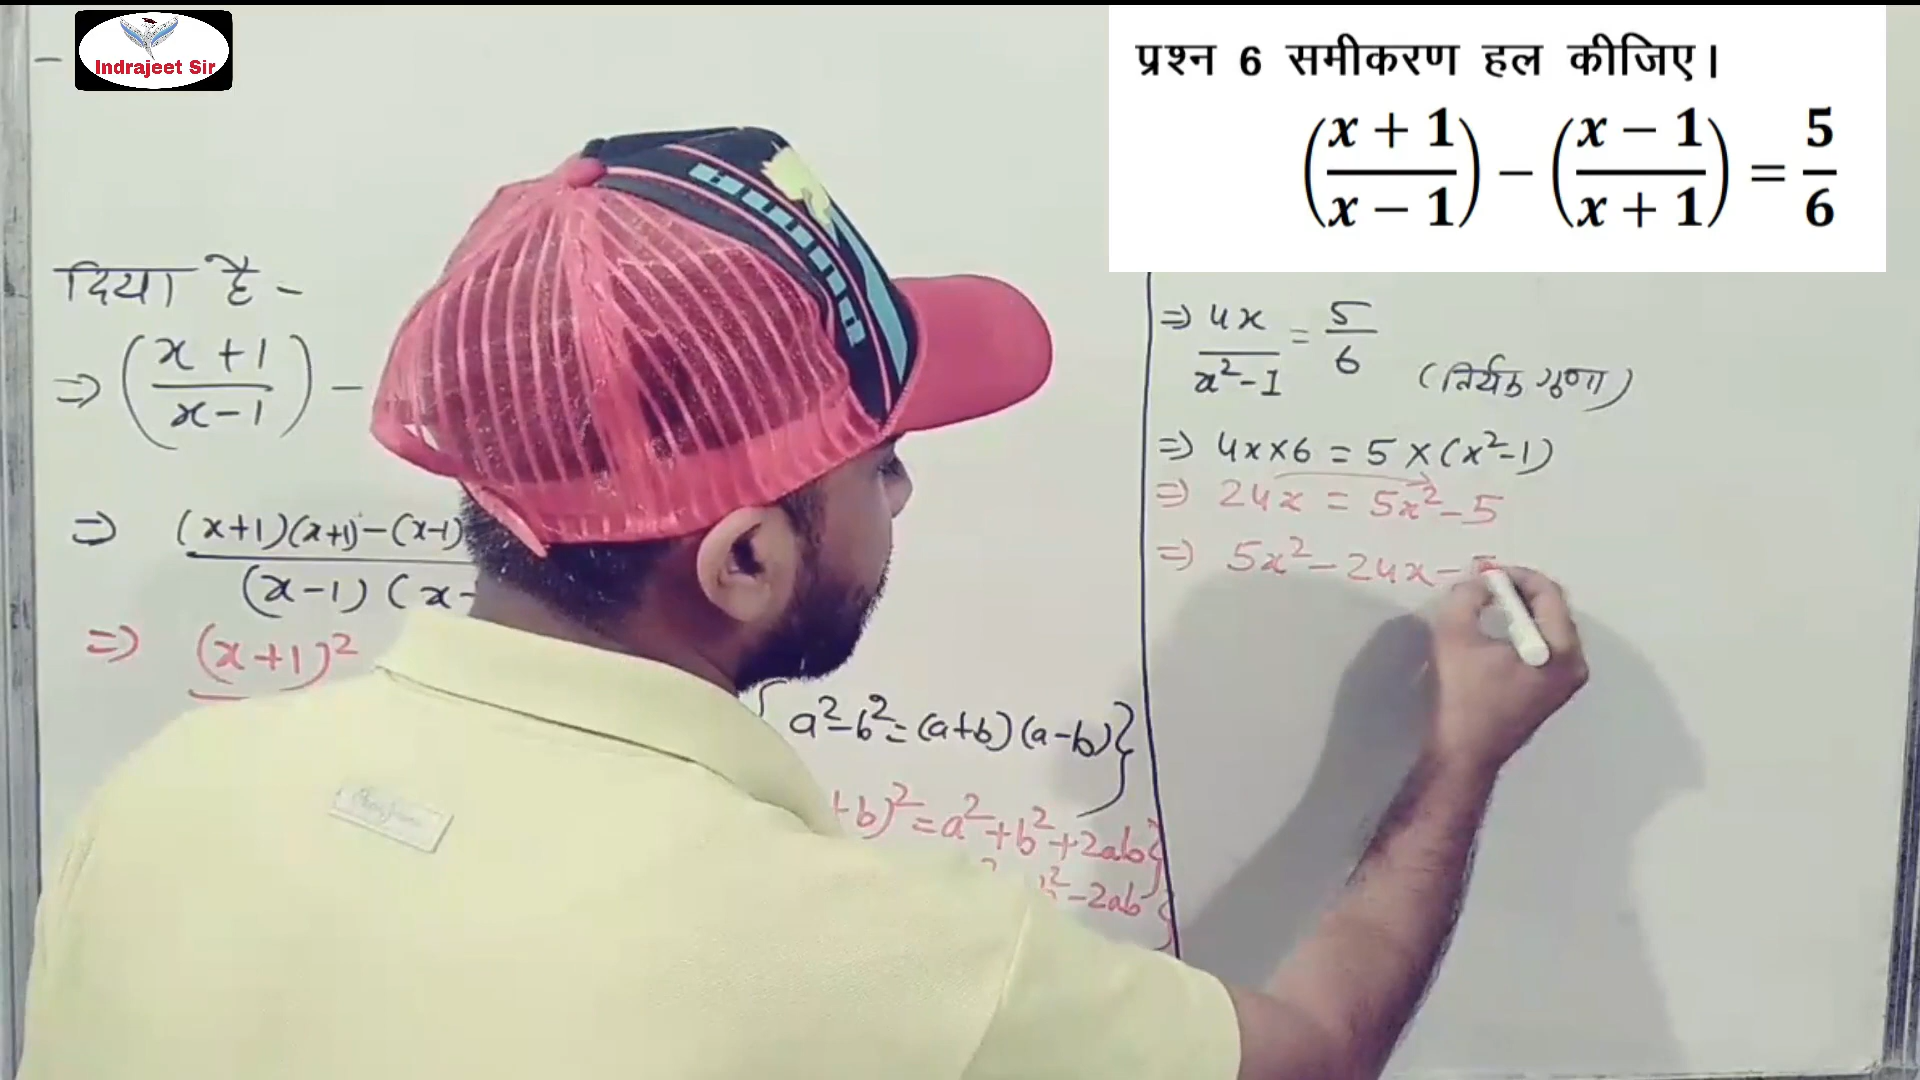 Indrajeet Sir
प्रश्न 6 समीकरण हल कीजिए।
(x + 1 / x − 1) − (x − 1 / x + 1) = 5/6
दिया है -
⇒ (x + 1 / x - 1) -
⇒ (x+1)(x+1) - (x-1)
(x-1) (x-
⇒ (x+1)²
{ a² - b² = (a+b) (a-b) }
+b)² = a² + b² + 2ab }
² - 2ab }
⇒ 4x / x² - 1 = 5/6
(तिर्यक गुणा)
⇒ 4x × 6 = 5 × (x² - 1)
⇒ 24x = 5x² - 5
⇒ 5x² - 24x -